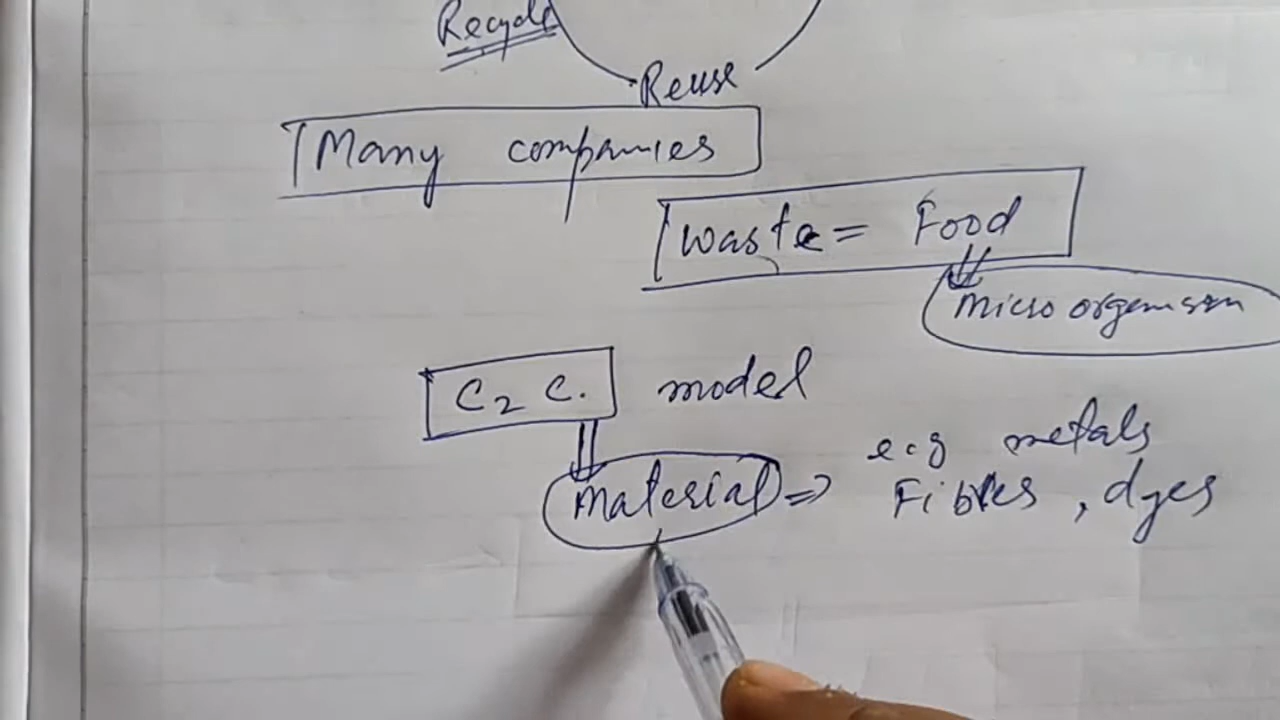 Recycle
Reuse
Many companies
waste = Food
micro organism
C2 C. model
material => e.g metals
Fibres, dyes